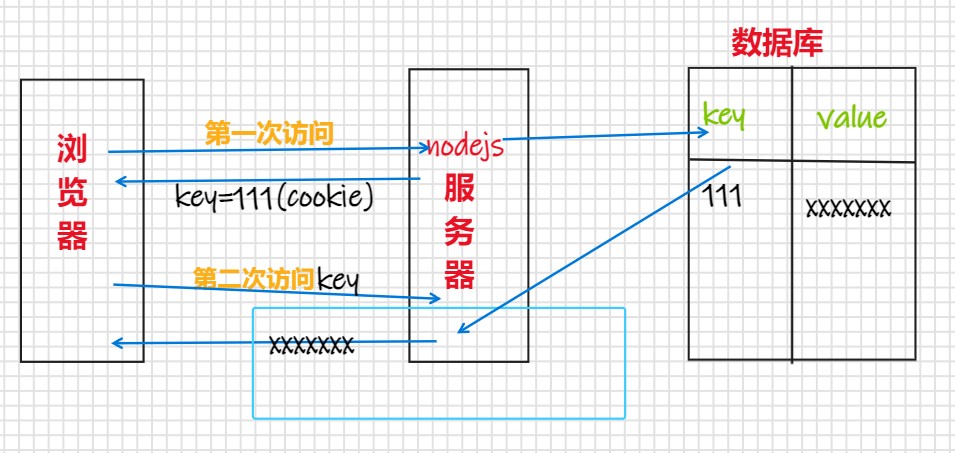 数据库
浏览器
第一次访问
key=111(cookie)
第二次访问key
xxxxxxx
nodejs
服务器
key value
111 xxxxxxx